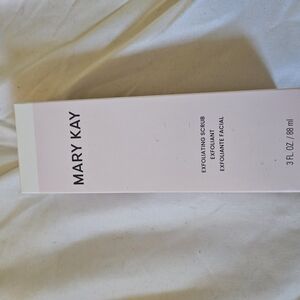 MARY KAY
EXFOLIATING SCRUB
EXFOLIANT
EXFOLIANTE FACIAL
3 FL OZ / 88 ml